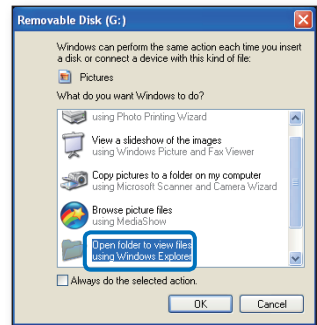 Removable Disk (G:)
Windows can perform the same action each time you insert
a disk or connect a device with this kind of file:
Pictures
What do you want Windows to do?
using Photo Printing Wizard
View a slideshow of the images
using Windows Picture and Fax Viewer
Copy pictures to a folder on my computer
using Microsoft Scanner and Camera Wizard
Browse picture files
using MediaShow
Open folder to view files
using Windows Explorer
Always do the selected action.
OK
Cancel